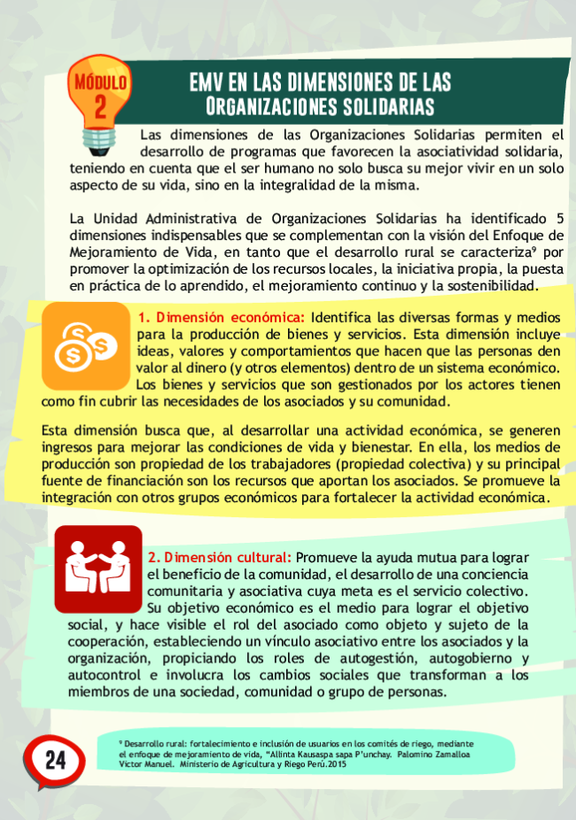 MÓDULO
2
EMV EN LAS DIMENSIONES DE LAS
ORGANIZACIONES SOLIDARIAS
Las dimensiones de las Organizaciones Solidarias permiten el
desarrollo de programas que favorecen la asociatividad solidaria,
teniendo en cuenta que el ser humano no solo busca su mejor vivir en un solo
aspecto de su vida, sino en la integralidad de la misma.
La Unidad Administrativa de Organizaciones Solidarias ha identificado 5
dimensiones indispensables que se complementan con la visión del Enfoque de
Mejoramiento de Vida, en tanto que el desarrollo rural se caracteriza⁹ por
promover la optimización de los recursos locales, la iniciativa propia, la puesta
en práctica de lo aprendido, el mejoramiento continuo y la sostenibilidad.
1. Dimensión económica: Identifica las diversas formas y medios
para la producción de bienes y servicios. Esta dimensión incluye
ideas, valores y comportamientos que hacen que las personas den
valor al dinero (y otros elementos) dentro de un sistema económico.
Los bienes y servicios que son gestionados por los actores tienen
como fin cubrir las necesidades de los asociados y su comunidad.
Esta dimensión busca que, al desarrollar una actividad económica, se generen
ingresos para mejorar las condiciones de vida y bienestar. En ella, los medios de
producción son propiedad de los trabajadores (propiedad colectiva) y su principal
fuente de financiación son los recursos que aportan los asociados. Se promueve la
integración con otros grupos económicos para fortalecer la actividad económica.
2. Dimensión cultural: Promueve la ayuda mutua para lograr
el beneficio de la comunidad, el desarrollo de una conciencia
comunitaria y asociativa cuya meta es el servicio colectivo.
Su objetivo económico es el medio para lograr el objetivo
social, y hace visible el rol del asociado como objeto y sujeto de la
cooperación, estableciendo un vínculo asociativo entre los asociados y la
organización, propiciando los roles de autogestión, autogobierno y
autocontrol e involucra los cambios sociales que transforman a los
miembros de una sociedad, comunidad o grupo de personas.
⁹ Desarrollo rural: fortalecimiento e inclusión de usuarios en los comités de riego, mediante
el enfoque de mejoramiento de vida, “Allinta Kausaspa sapa P'unchay. Palomino Zamalloa
Victor Manuel. Ministerio de Agricultura y Riego Perú.2015
24